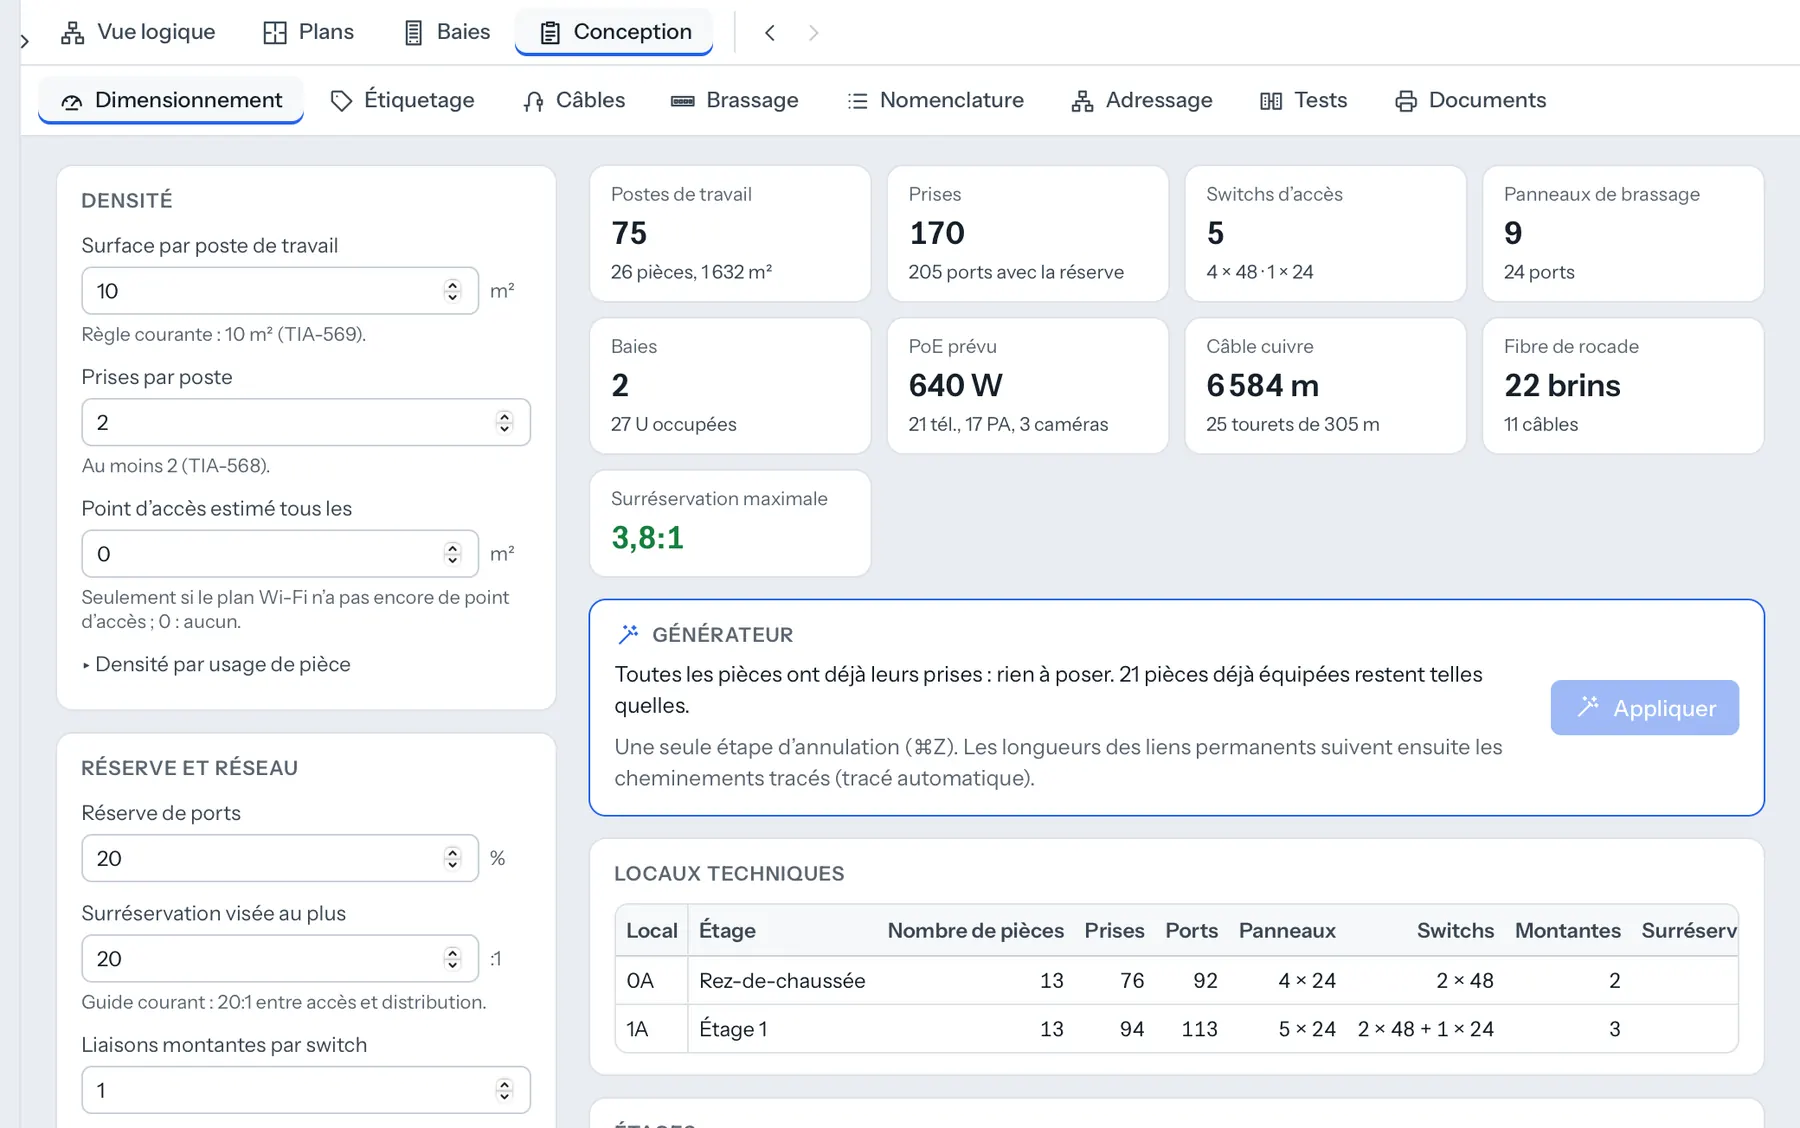 Vue logique Plans Baies Conception
Dimensionnement Étiquetage Câbles Brassage Nomenclature Adressage Tests Documents
DENSITÉ
Surface par poste de travail
10 m²
Règle courante : 10 m² (TIA-569).
Prises par poste
2
Au moins 2 (TIA-568).
Point d’accès estimé tous les
0 m²
Seulement si le plan Wi-Fi n’a pas encore de point
d’accès ; 0 : aucun.
Densité par usage de pièce
RÉSERVE ET RÉSEAU
Réserve de ports
20 %
Surréservation visée au plus
20 :1
Guide courant : 20:1 entre accès et distribution.
Liaisons montantes par switch
1
Postes de travail
75
26 pièces, 1 632 m²
Prises
170
205 ports avec la réserve
Switchs d’accès
5
4 × 48 · 1 × 24
Panneaux de brassage
9
24 ports
Baies
2
27 U occupées
PoE prévu
640 W
21 tél., 17 PA, 3 caméras
Câble cuivre
6 584 m
25 tourets de 305 m
Fibre de rocade
22 brins
11 câbles
Surréservation maximale
3,8:1
GÉNÉRATEUR
Toutes les pièces ont déjà leurs prises : rien à poser. 21 pièces déjà équipées restent telles
quelles.
Une seule étape d’annulation (⌘Z). Les longueurs des liens permanents suivent ensuite les
cheminements tracés (tracé automatique).
Appliquer
LOCAUX TECHNIQUES
Local Étage Nombre de pièces Prises Ports Panneaux Switchs Montantes Surréserv
0A Rez-de-chaussée 13 76 92 4 × 24 2 × 48 2
1A Étage 1 13 94 113 5 × 24 2 × 48 + 1 × 24 3
ÉTAGES